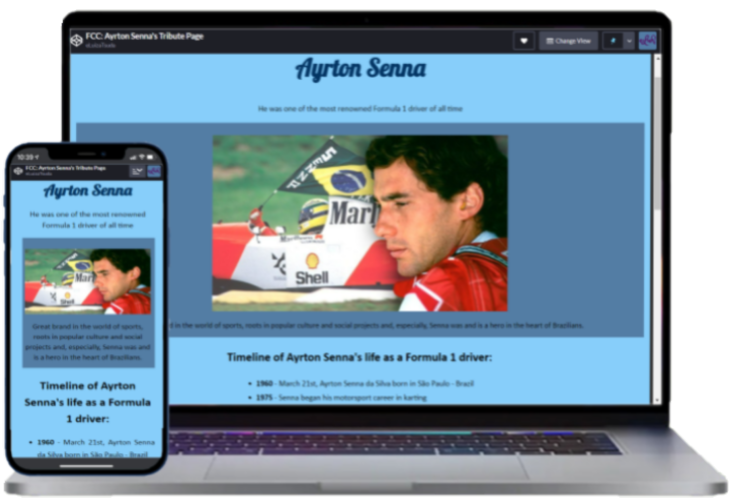 FCC: Ayrton Senna's Tribute Page
Change View
Ayrton Senna
He was one of the most renowned Formula 1 driver of all time
SENNA
Marl
Shell
in the world of sports, roots in popular culture and social projects and, especially, Senna was and is a hero in the heart of Brazilians.
Timeline of Ayrton Senna's life as a Formula 1 driver:
• 1960 - March 21st, Ayrton Senna da Silva born in São Paulo - Brazil
• 1975 - Senna began his motorsport career in karting
10:35
FCC: Ayrton Senna's Tribute Page
Ayrton Senna
He was one of the most renowned
Formula 1 driver of all time
Mar
Shell
Great brand in the world of sports,
roots in popular culture and social
projects and, especially, Senna was and
is a hero in the heart of Brazilians.
Timeline of Ayrton
Senna's life as a Formula
1 driver:
• 1960 - March 21st, Ayrton Senna
da Silva born in São Paulo - Brazil